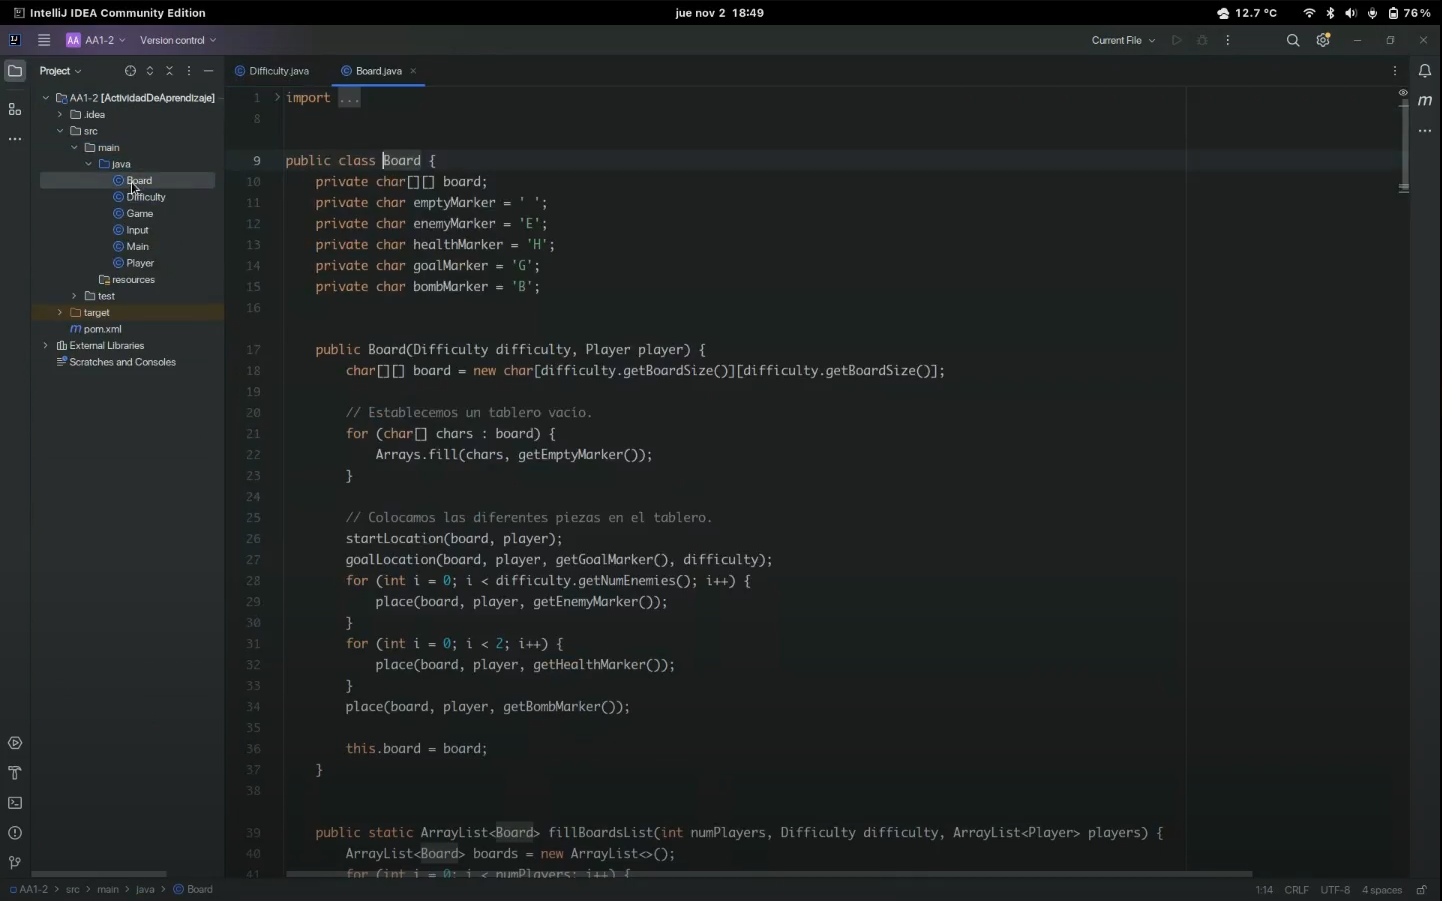 IntelliJ IDEA Community Edition
jue nov 2 18:49
12.7 °C
76%
AA AA1-2
Version control
Current File
Project
Difficulty.java
Board.java
AA1-2 [ActividadDeAprendizaje]
.idea
src
main
java
Board
Difficulty
Game
Input
Main
Player
resources
test
target
pom.xml
External Libraries
Scratches and Consoles
1 import ...
8
9 public class Board {
10 private char[][] board;
11 private char emptyMarker = ' ';
12 private char enemyMarker = 'E';
13 private char healthMarker = 'H';
14 private char goalMarker = 'G';
15 private char bombMarker = 'B';
16
17 public Board(Difficulty difficulty, Player player) {
18 char[][] board = new char[difficulty.getBoardSize()][difficulty.getBoardSize()];
19
20 // Establecemos un tablero vacio.
21 for (char[] chars : board) {
22 Arrays.fill(chars, getEmptyMarker());
23 }
24
25 // Colocamos las diferentes piezas en el tablero.
26 startLocation(board, player);
27 goalLocation(board, player, getGoalMarker(), difficulty);
28 for (int i = 0; i < difficulty.getNumEnemies(); i++) {
29 place(board, player, getEnemyMarker());
30 }
31 for (int i = 0; i < 2; i++) {
32 place(board, player, getHealthMarker());
33 }
34 place(board, player, getBombMarker());
35
36 this.board = board;
37 }
38
39 public static ArrayList<Board> fillBoardsList(int numPlayers, Difficulty difficulty, ArrayList<Player> players) {
40 ArrayList<Board> boards = new ArrayList<>();
41 for (int i = 0; i < numPlayers; i++) {
AA1-2 > src > main > java > Board
1:14 CRLF UTF-8 4 spaces